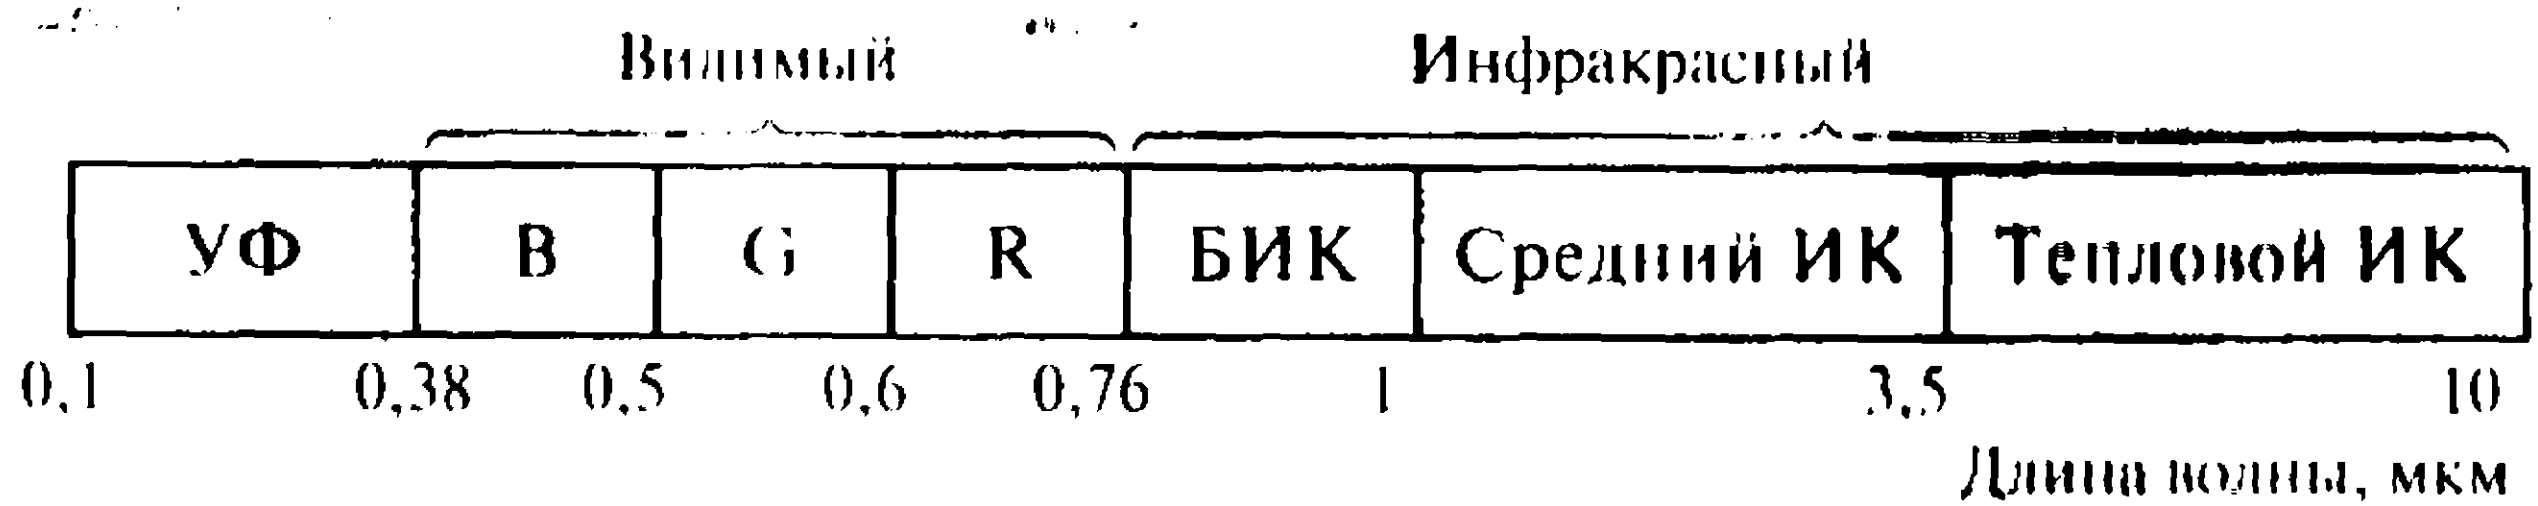 Видимый Инфракрасный
УФ B G R БИК Средний ИК Тепловой ИК
0,1 0,38 0,5 0,6 0,76 1 3,5 10
Длина волны, мкм